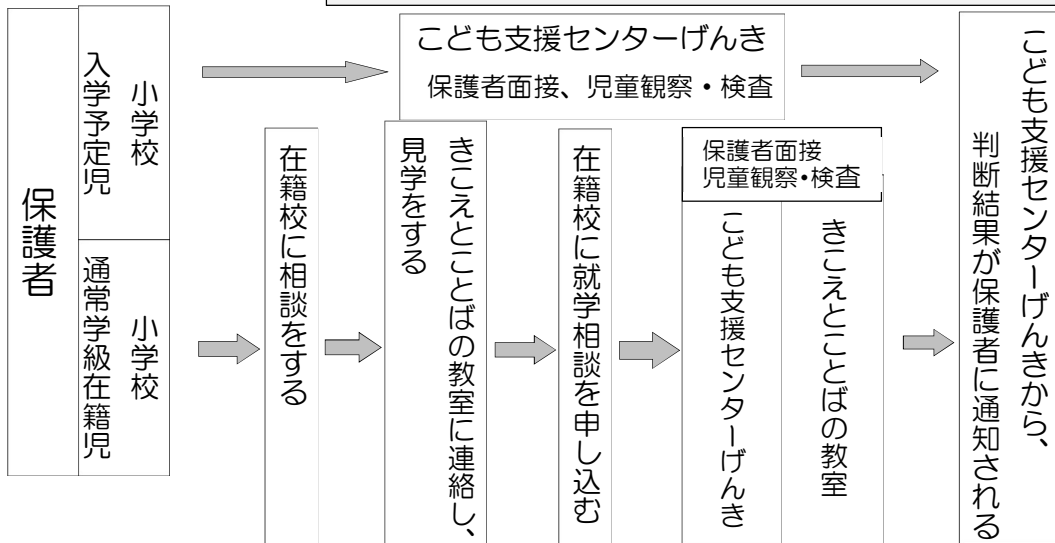 保護者
小学校
入学予定児
小学校
通常学級在籍児
こども支援センターげんき
保護者面接、児童観察・検査
在籍校に相談をする
きこえとことばの教室に連絡し、
見学をする
在籍校に就学相談を申し込む
保護者面接
児童観察・検査
こども支援センターげんき
きこえとことばの教室
こども支援センターげんきから、
判断結果が保護者に通知される